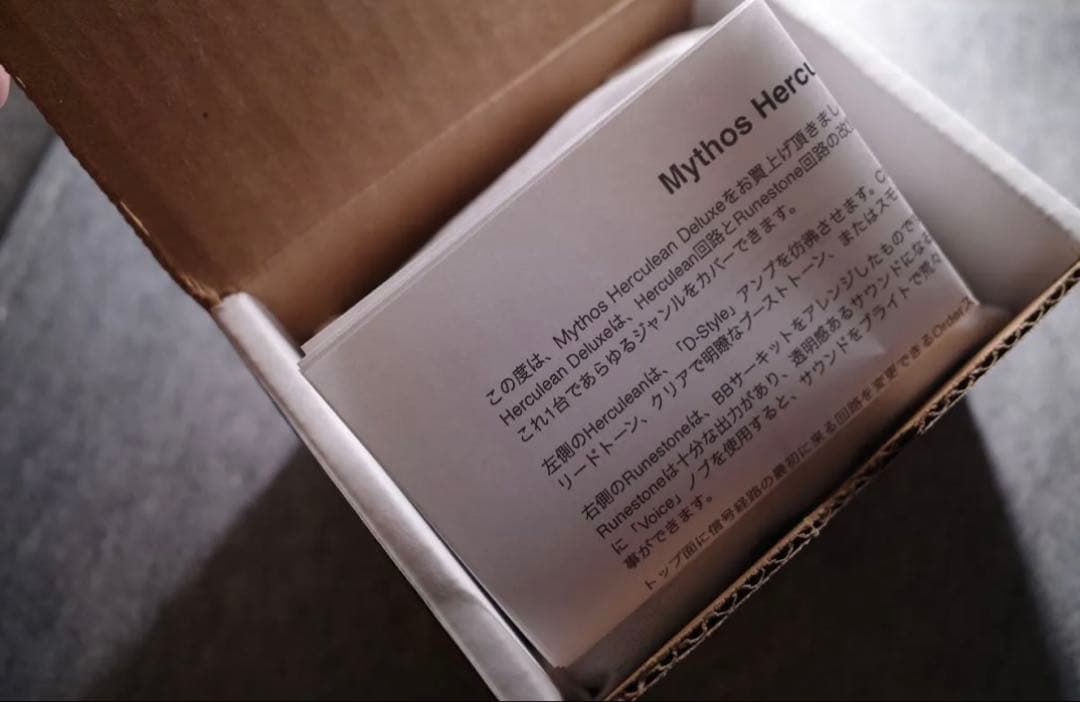 Mythos Hercu
この度は、Mythos Herculean Deluxeをお買上げ頂きまし
Herculean Deluxeは、Herculean回路とRunestone回路の改
これ1台であらゆるジャンルをカバーできます。
左側のHerculeanは、「D-Style」アンプを彷彿させます。C
リードトーン、クリアで明瞭なブーストトーン、またはスモ
右側のRunestoneは、BBサーキットをアレンジしたもので
Runestoneは十分な出力があり、透明感あるサウンドにな
に「Voice」ノブを使用すると、サウンドをブライトで荒々
事ができます。
トップ面に信号経路の最初に来る回路を変更できるOrderス